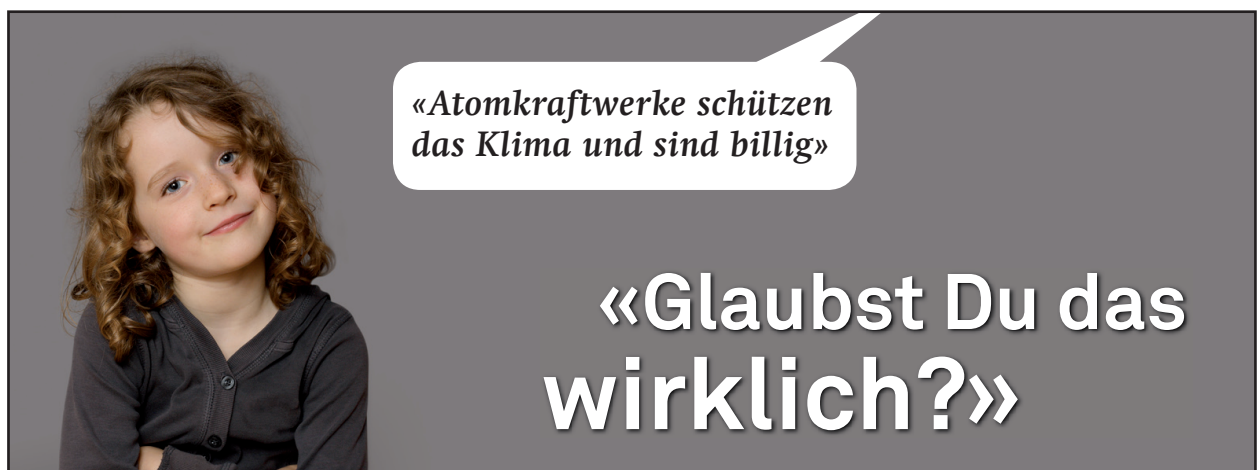 «Atomkraftwerke schützen
das Klima und sind billig»
«Glaubst Du das
wirklich?»